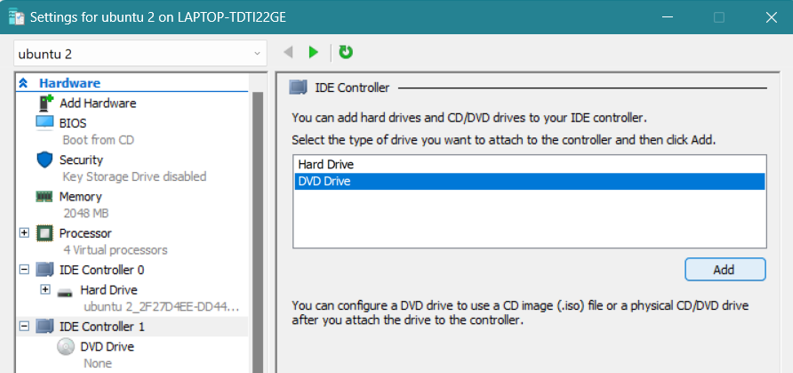 Settings for ubuntu 2 on LAPTOP-TDTI22GE
ubuntu 2
Hardware
Add Hardware
BIOS
Boot from CD
Security
Key Storage Drive disabled
Memory
2048 MB
Processor
4 Virtual processors
IDE Controller 0
Hard Drive
ubuntu 2_2F27D4EE-DD44...
IDE Controller 1
DVD Drive
None
IDE Controller
You can add hard drives and CD/DVD drives to your IDE controller.
Select the type of drive you want to attach to the controller and then click Add.
Hard Drive
DVD Drive
Add
You can configure a DVD drive to use a CD image (.iso) file or a physical CD/DVD drive
after you attach the drive to the controller.